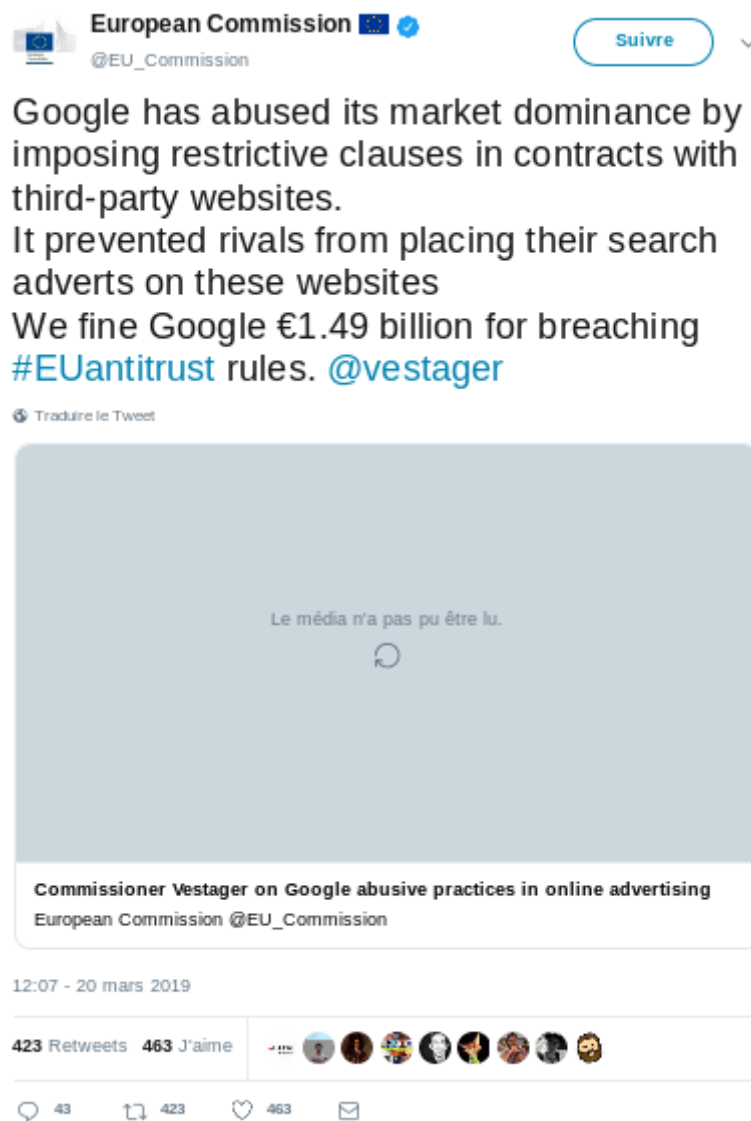 European Commission
@EU_Commission
Suivre
Google has abused its market dominance by
imposing restrictive clauses in contracts with
third-party websites.
It prevented rivals from placing their search
adverts on these websites
We fine Google €1.49 billion for breaching
#EUantitrust rules. @vestager
Traduire le Tweet
Le média n'a pas pu être lu.
Commissioner Vestager on Google abusive practices in online advertising
European Commission @EU_Commission
12:07 - 20 mars 2019
423 Retweets 463 J'aime
43 423 463